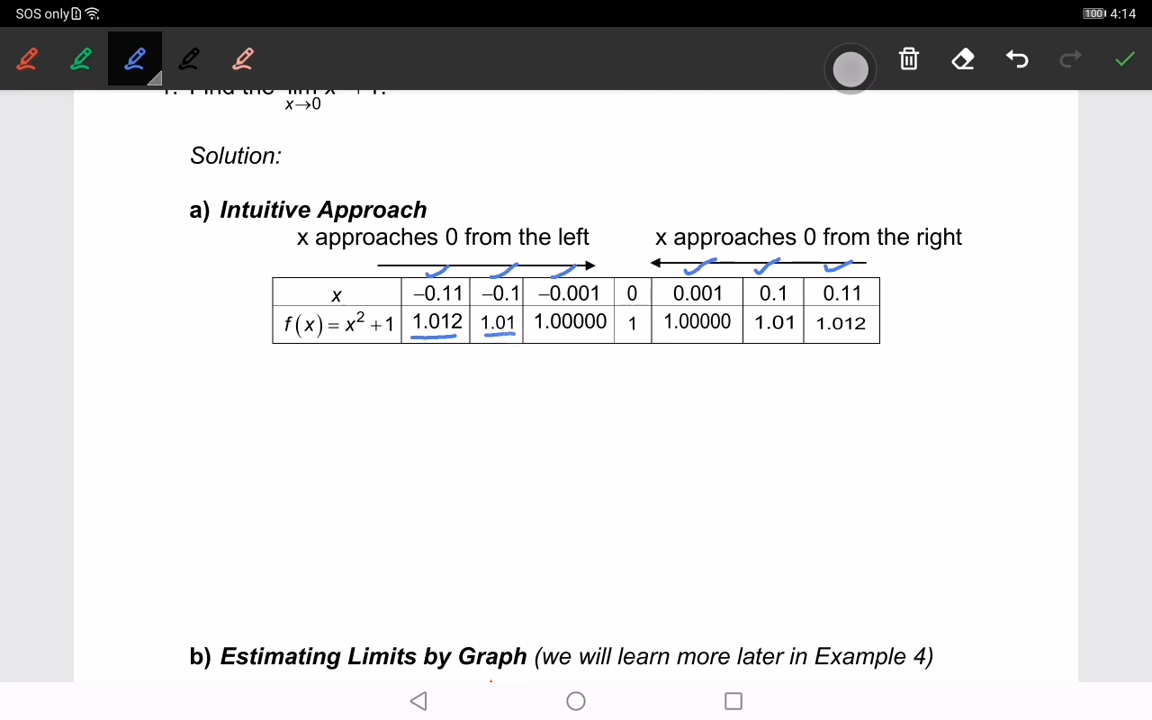 SOS only 100 4:14
x→0
Solution:
a) Intuitive Approach
x approaches 0 from the left x approaches 0 from the right
x −0.11 −0.1 −0.001 0 0.001 0.1 0.11
f(x) = x² + 1 1.012 1.01 1.00000 1 1.00000 1.01 1.012
b) Estimating Limits by Graph (we will learn more later in Example 4)